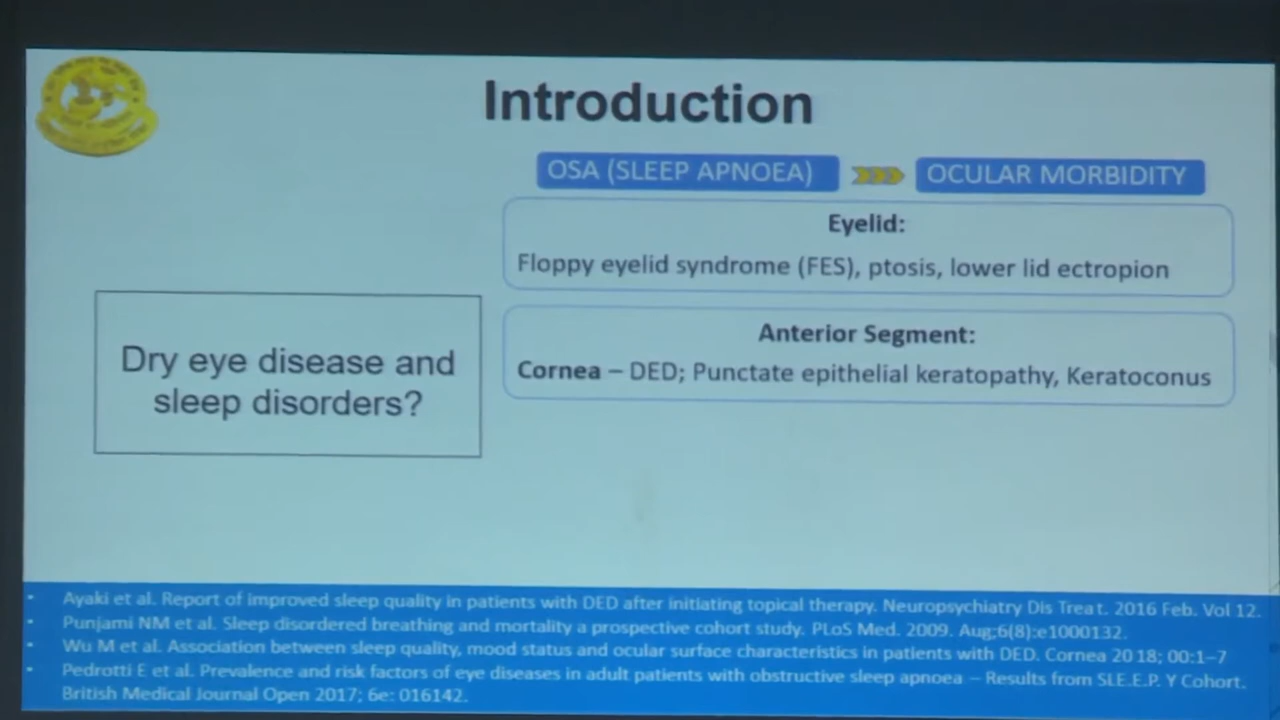 Introduction
OSA (SLEEP APNOEA)
OCULAR MORBIDITY
Eyelid:
Floppy eyelid syndrome (FES), ptosis, lower lid ectropion
Dry eye disease and
sleep disorders?
Anterior Segment:
Cornea – DED; Punctate epithelial keratopathy, Keratoconus
• Ayaki et al. Report of improved sleep quality in patients with DED after initiating topical therapy. Neuropsychiatry Dis Treat. 2016 Feb. Vol 12.
• Punjami NM et al. Sleep disordered breathing and mortality a prospective cohort study. PLoS Med. 2009. Aug;6(8):e1000132.
• Wu M et al. Association between sleep quality, mood status and ocular surface characteristics in patients with DED. Cornea 2018; 00:1–7
• Pedrotti E et al. Prevalence and risk factors of eye diseases in adult patients with obstructive sleep apnoea – Results from SLE.E.P. Y Cohort.
British Medical Journal Open 2017; 6e: 016142.